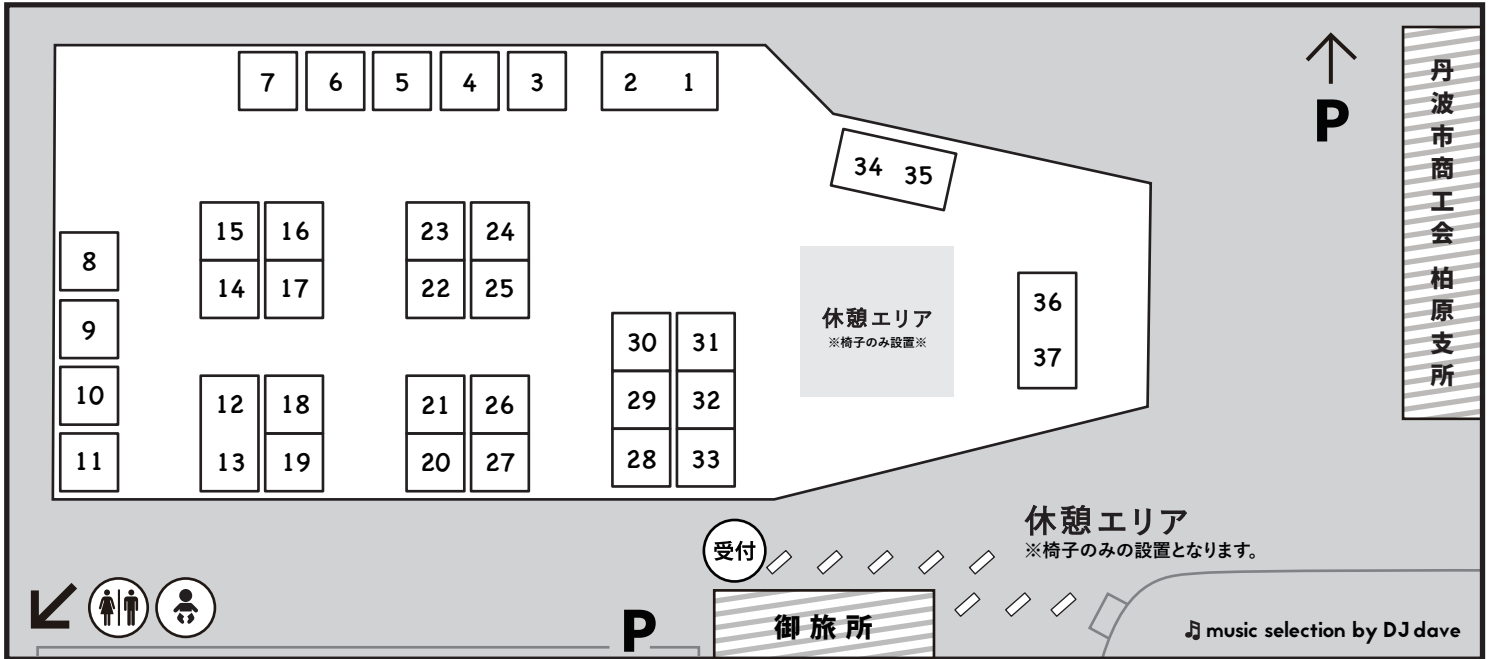 7 6 5 4 3 2 1
P
丹波市商工会 柏原支所
34 35
15 16 23 24
8
14 17 22 25
36
休憩エリア
※椅子のみ設置※
9
30 31
37
10
12 18 21 26 29 32
11
13 19 20 27 28 33
休憩エリア
※椅子のみの設置となります。
受付
P
御旅所
music selection by DJ dave